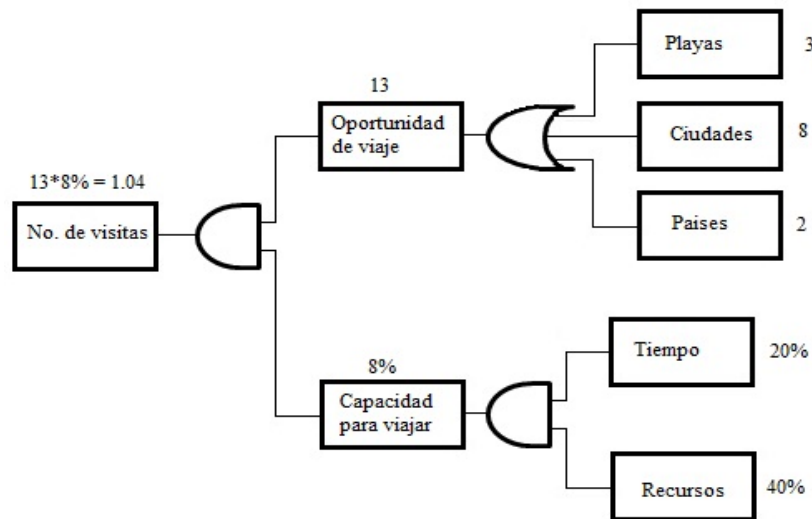 13*8% = 1.04
No. de visitas
13
Oportunidad
de viaje
Playas
3
Ciudades
8
Paises
2
8%
Capacidad
para viajar
Tiempo
20%
Recursos
40%